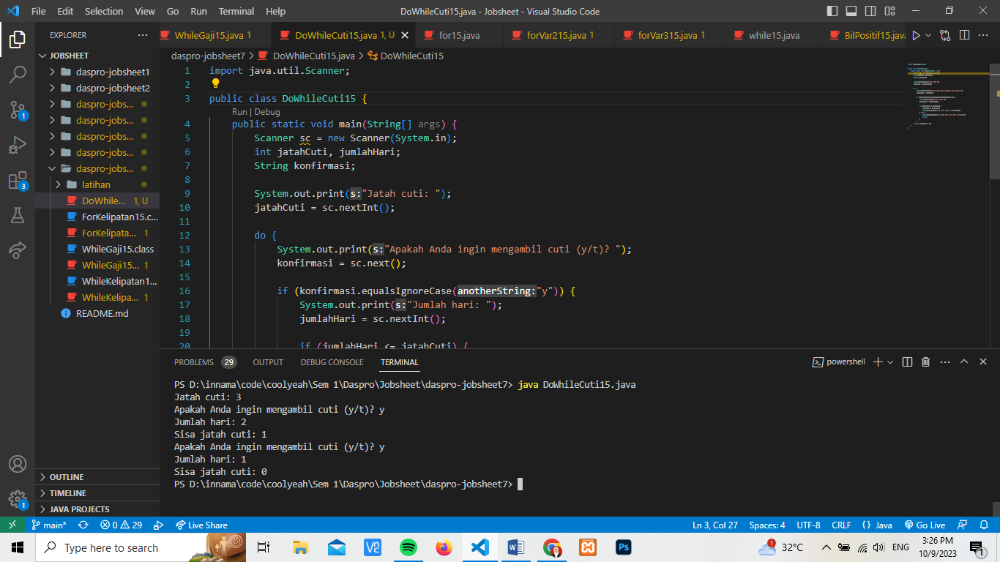 File Edit Selection View Go Run Terminal Help DoWhileCuti15.java - Jobsheet - Visual Studio Code
EXPLORER
WhileGaji15.java 1 DoWhileCuti15.java 1, U for15.java forVar215.java 1 forVar315.java 1 while15.java BilPositif15.java
daspro-jobsheet7 > DoWhileCuti15.java > DoWhileCuti15
JOBSHEET
daspro-jobsheet1
daspro-jobsheet2
daspro-jobs...
daspro-jobs...
daspro-jobs...
daspro-jobs...
daspro-jobs...
latihan
DoWhile... 1, U
ForKelipatan15.c...
ForKelipata... 1
WhileGaji15.class
WhileGaji15... 1
WhileKelipatan1...
WhileKelipa... 1
README.md
OUTLINE
TIMELINE
JAVA PROJECTS
1 import java.util.Scanner;
2
3 public class DoWhileCuti15 {
Run | Debug
4 public static void main(String[] args) {
5 Scanner sc = new Scanner(System.in);
6 int jatahCuti, jumlahHari;
7 String konfirmasi;
8
9 System.out.print(s:"Jatah cuti: ");
10 jatahCuti = sc.nextInt();
11
12 do {
13 System.out.print(s:"Apakah Anda ingin mengambil cuti (y/t)? ");
14 konfirmasi = sc.next();
15
16 if (konfirmasi.equalsIgnoreCase(anotherString:"y")) {
17 System.out.print(s:"Jumlah hari: ");
18 jumlahHari = sc.nextInt();
19
20 if (jumlahHari <= jatahCuti) {
PROBLEMS 29 OUTPUT DEBUG CONSOLE TERMINAL powershell
PS D:\innama\code\coolyeah\Sem 1\Daspro\Jobsheet\daspro-jobsheet7> java DoWhileCuti15.java
Jatah cuti: 3
Apakah Anda ingin mengambil cuti (y/t)? y
Jumlah hari: 2
Sisa jatah cuti: 1
Apakah Anda ingin mengambil cuti (y/t)? y
Jumlah hari: 1
Sisa jatah cuti: 0
PS D:\innama\code\coolyeah\Sem 1\Daspro\Jobsheet\daspro-jobsheet7>
1
3
1
main* 0 29 Live Share Ln 3, Col 27 Spaces: 4 UTF-8 CRLF {} Java Go Live
Type here to search 1 32°C ENG 3:26 PM
10/9/2023 1
Ps